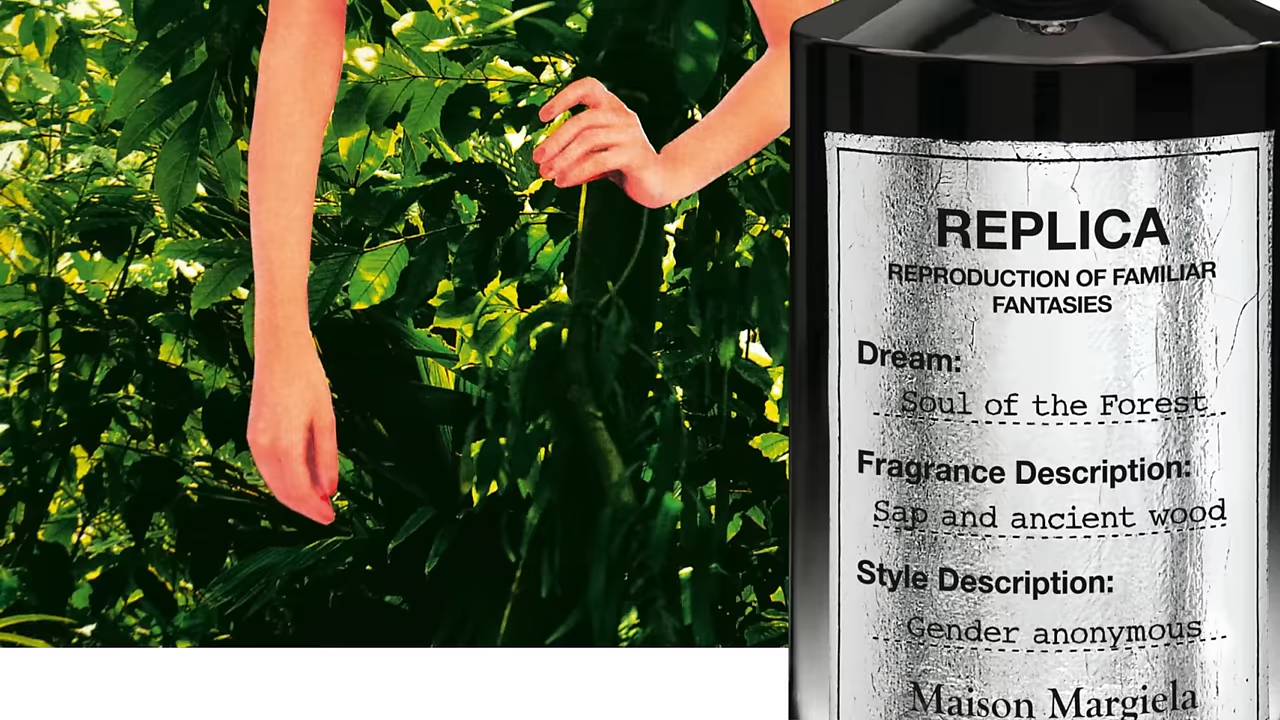 REPLICA
REPRODUCTION OF FAMILIAR
FANTASIES
Dream:
Soul of the Forest
Fragrance Description:
Sap and ancient wood
Style Description:
Gender anonymous
Maison Margiela